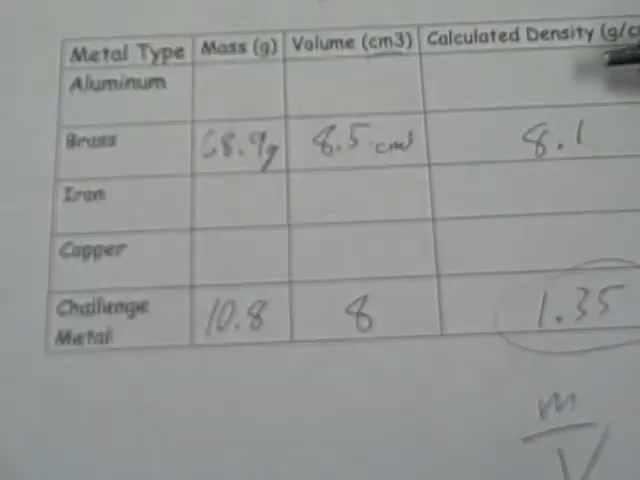 Metal Type Mass (g) Volume (cm3) Calculated Density (g/c
Aluminum
Brass 68.9g 8.5 cm³ 8.1
Iron
Copper
Challenge Metal 10.8 8 1.35
m
V